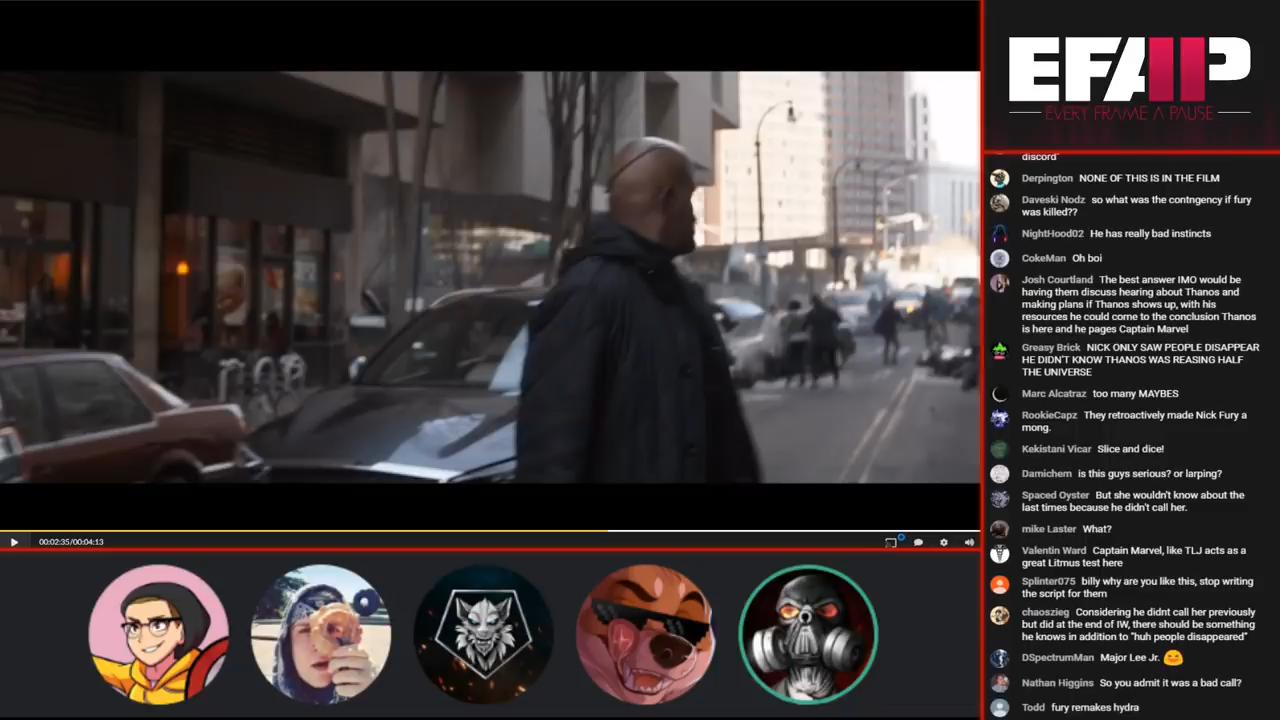 EFAP
EVERY FRAME A PAUSE
discord"
Derpington NONE OF THIS IS IN THE FILM
Daveski Nodz so what was the contngency if fury
was killed??
NightHood02 He has really bad instincts
CokeMan Oh boi
Josh Courtland The best answer IMO would be
having them discuss hearing about Thanos and
making plans if Thanos shows up, with his
resources he could come to the conclusion Thanos
is here and he pages Captain Marvel
Greasy Brick NICK ONLY SAW PEOPLE DISAPPEAR
HE DIDN'T KNOW THANOS WAS REASING HALF
THE UNIVERSE
Marc Alcatraz too many MAYBES
RookieCapz They retroactively made Nick Fury a
mong.
Kekistani Vicar Slice and dice!
Damichem is this guys serious? or larping?
Spaced Oyster But she wouldn't know about the
last times because he didn't call her.
mike Laster What?
Valentin Ward Captain Marvel, like TLJ acts as a
great Litmus test here
Splinter075 billy why are you like this, stop writing
the script for them
chaoszieg Considering he didnt call her previously
but did at the end of IW, there should be something
he knows in addition to "huh people disappeared"
DSpectrumMan Major Lee Jr.
Nathan Higgins So you admit it was a bad call?
Todd fury remakes hydra
00:02:35/00:04:13